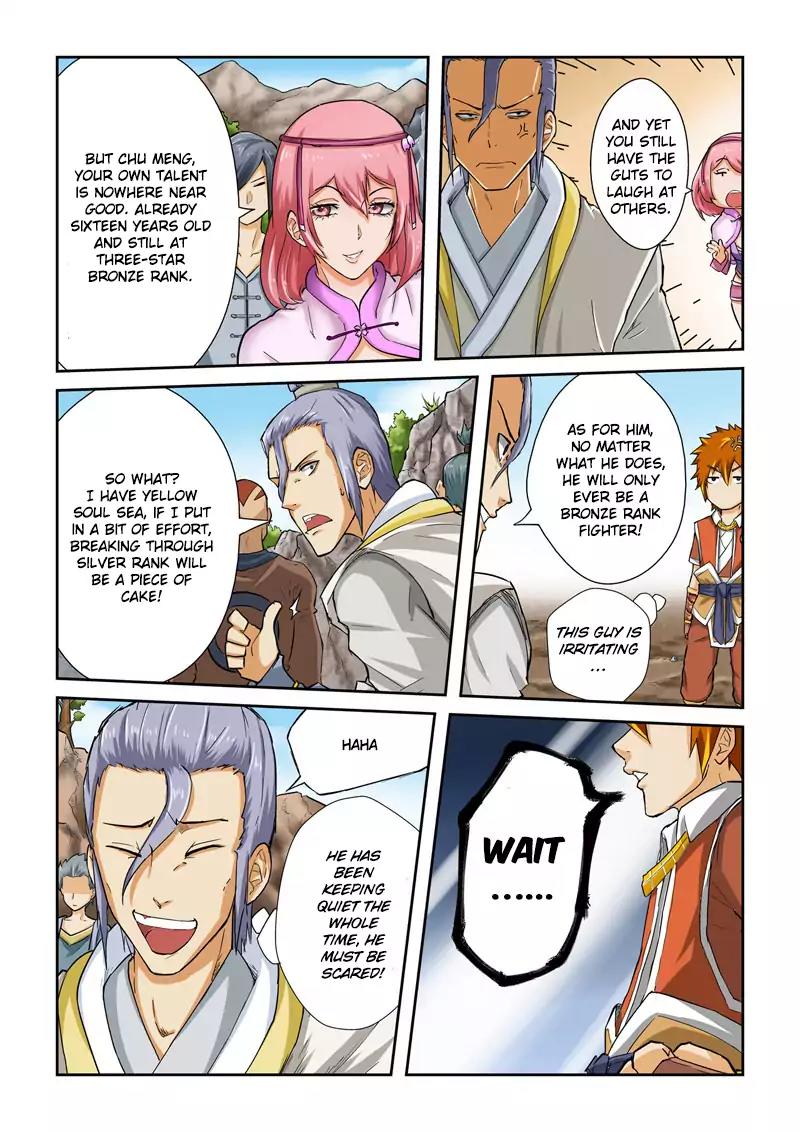 BUT CHU MENG,
YOUR OWN TALENT
IS NOWHERE NEAR
GOOD. ALREADY
SIXTEEN YEARS OLD
AND STILL AT
THREE-STAR
BRONZE RANK.
AND YET
YOU STILL
HAVE THE
GUTS TO
LAUGH AT
OTHERS.
SO WHAT?
I HAVE YELLOW
SOUL SEA, IF I PUT
IN A BIT OF EFFORT,
BREAKING THROUGH
SILVER RANK WILL
BE A PIECE OF
CAKE!
AS FOR HIM,
NO MATTER
WHAT HE DOES,
HE WILL ONLY
EVER BE A
BRONZE RANK
FIGHTER!
THIS GUY IS
IRRITATING
...
HAHA
HE HAS
BEEN
KEEPING
QUIET THE
WHOLE
TIME, HE
MUST BE
SCARED!
WAIT
......